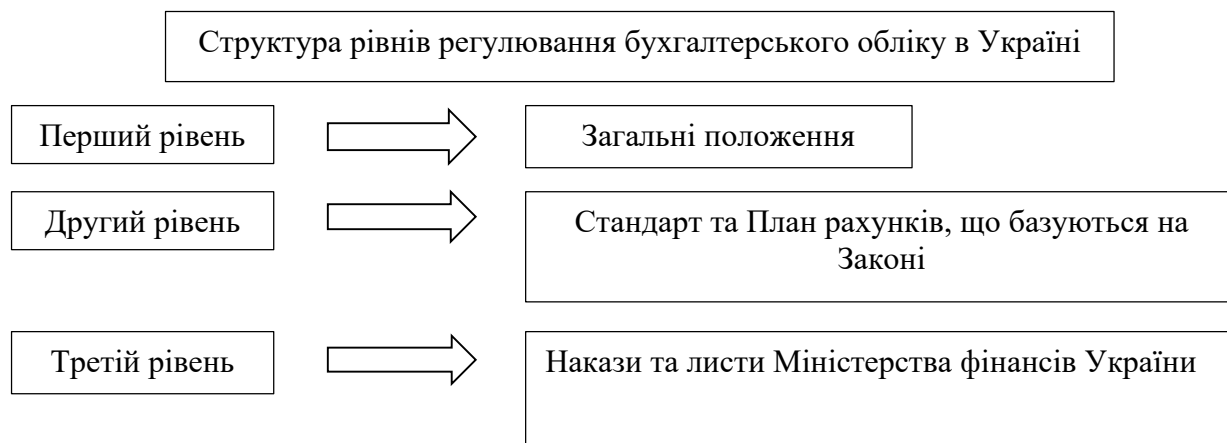 Структура рівнів регулювання бухгалтерського обліку в Україні
Перший рівень
Загальні положення
Другий рівень
Стандарт та План рахунків, що базуються на
Законі
Третій рівень
Накази та листи Міністерства фінансів України